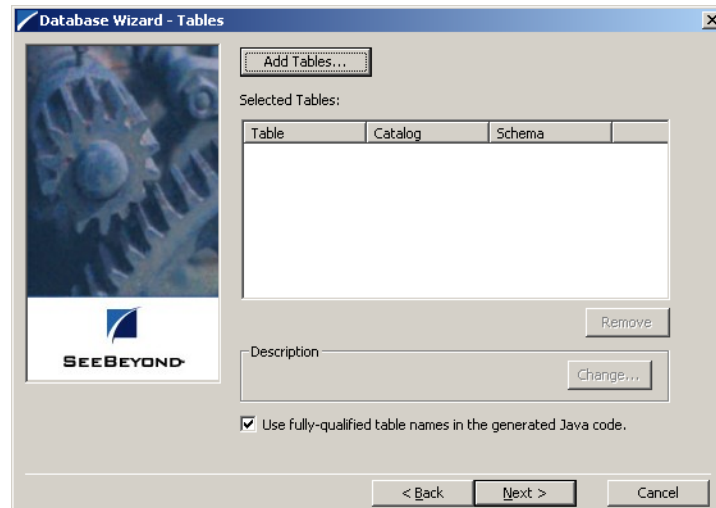 Database Wizard - Tables
Add Tables...
Selected Tables:
Table Catalog Schema
Remove
SEEBEYOND
Description
Change...
Use fully-qualified table names in the generated Java code.
< Back Next > Cancel